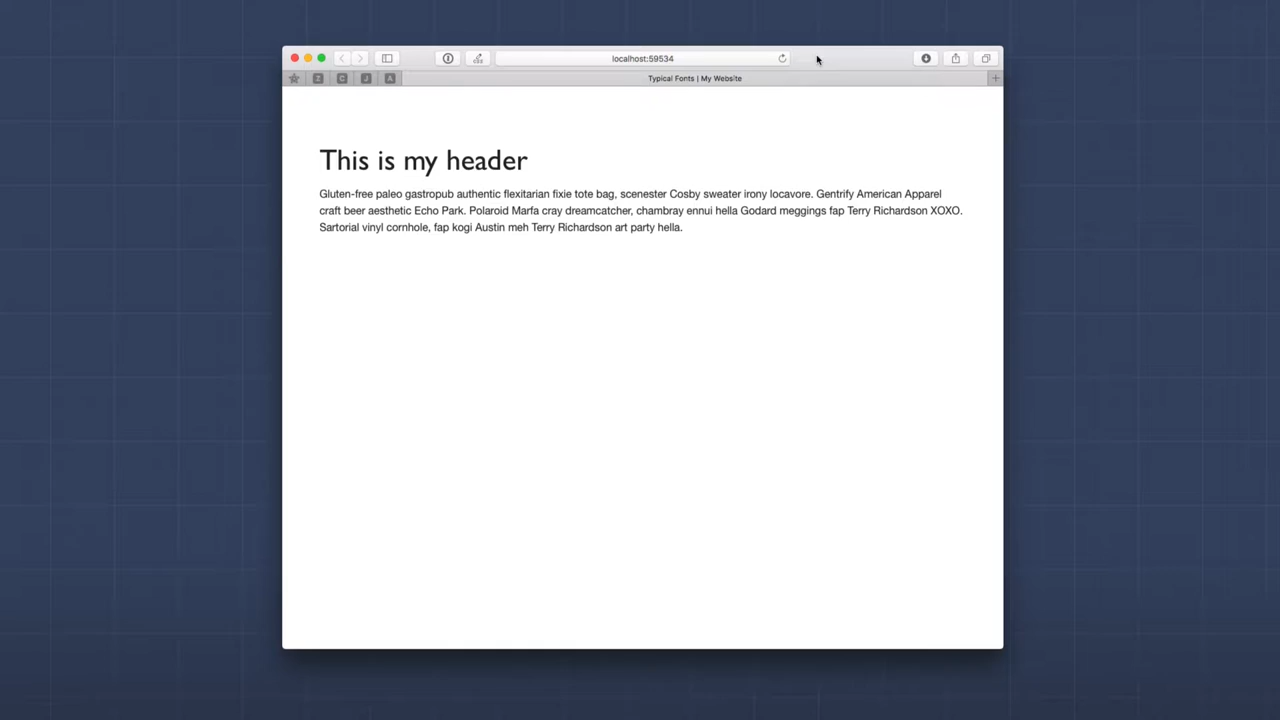 localhost:59534
Z C J A
Typical Fonts | My Website
This is my header
Gluten-free paleo gastropub authentic flexitarian fixie tote bag, scenester Cosby sweater irony locavore. Gentrify American Apparel
craft beer aesthetic Echo Park. Polaroid Marfa cray dreamcatcher, chambray ennui hella Godard meggings fap Terry Richardson XOXO.
Sartorial vinyl cornhole, fap kogi Austin meh Terry Richardson art party hella.